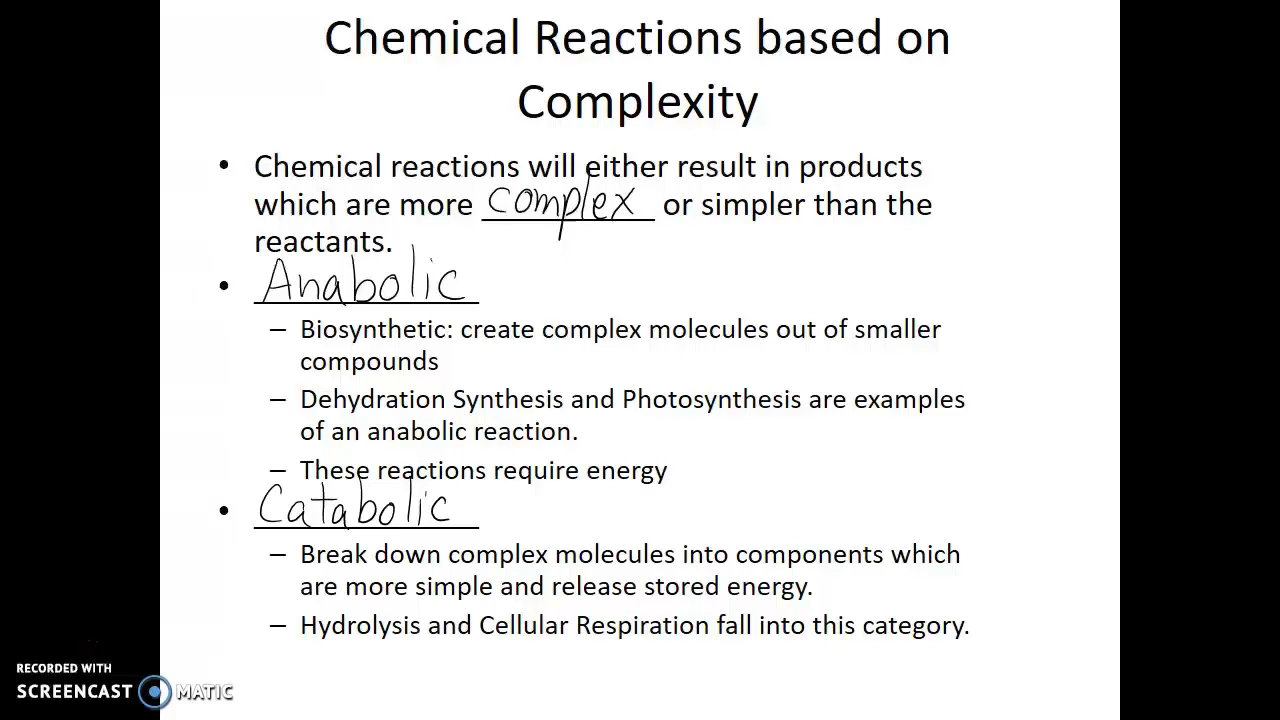 Chemical Reactions based on
Complexity
• Chemical reactions will either result in products
which are more complex or simpler than the
reactants.
• Anabolic
– Biosynthetic: create complex molecules out of smaller
compounds
– Dehydration Synthesis and Photosynthesis are examples
of an anabolic reaction.
– These reactions require energy
• Catabolic
– Break down complex molecules into components which
are more simple and release stored energy.
– Hydrolysis and Cellular Respiration fall into this category.
RECORDED WITH
SCREENCAST MATIC